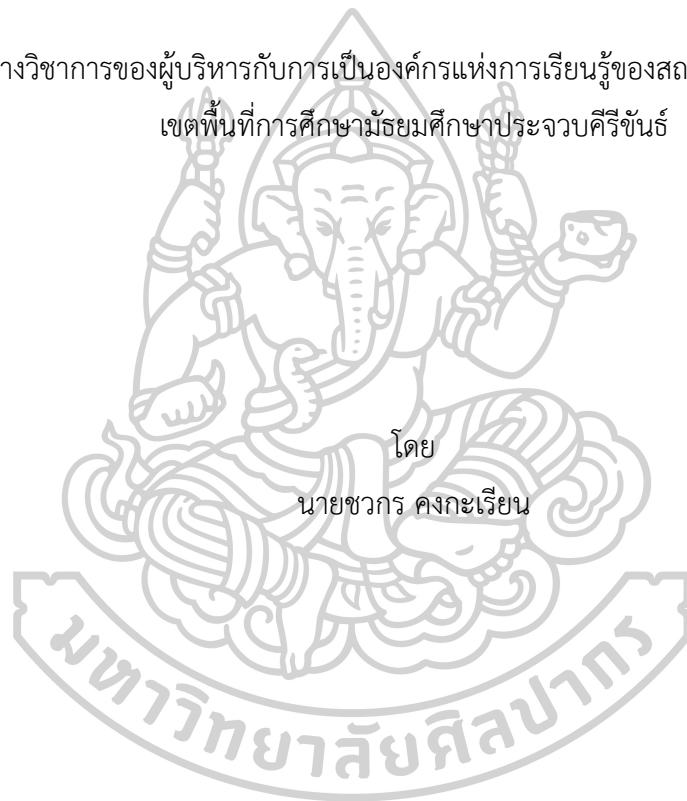 างวิชาการของผู้บริหารกับการเป็นองค์กรแห่งการเรียนรู้ของสถ
เขตพื้นที่การศึกษามัธยมศึกษาประจวบคีรีขันธ์
โดย
นายชวกร คงกะเรียน
มหาวิทยาลัยศิลปากร